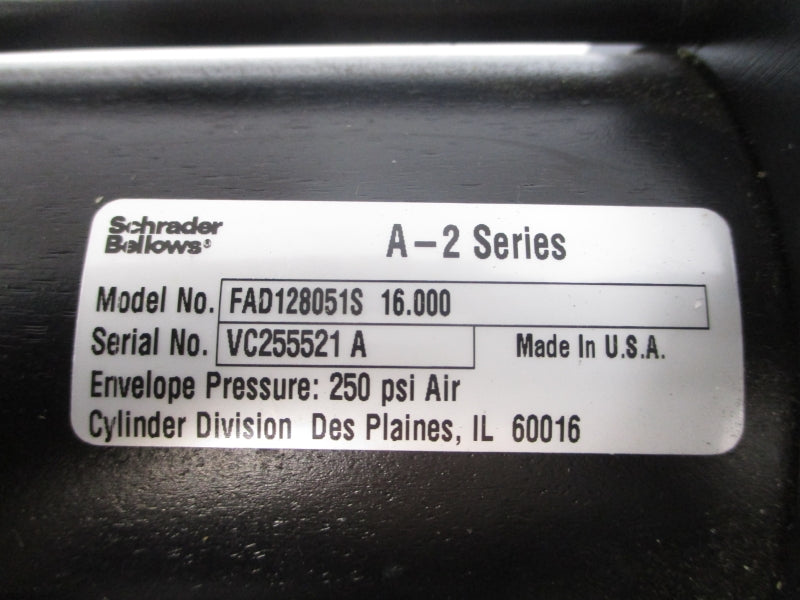 Schrader
Bellows®
A-2 Series
Model No. FAD128051S 16.000
Serial No. VC255521 A
Made In U.S.A.
Envelope Pressure: 250 psi Air
Cylinder Division Des Plaines, IL 60016